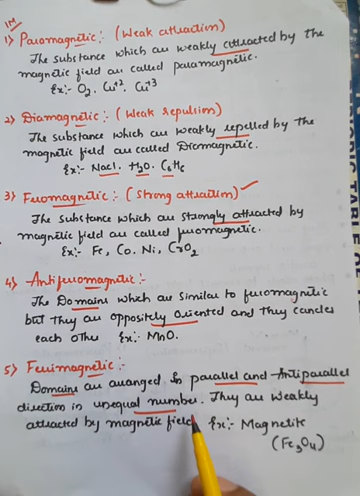 1M
1) Paramagnetic : (Weak attraction)
The substance which are weakly attracted by the
magnetic field are called paramagnetic.
Ex:- O2, Cu+2, Cu+3
2) Diamagnetic : (Weak repulsion)
The substance which are weakly repelled by the
magnetic field are called Diamagnetic.
Ex:- Nacl, H2O, C6H6
3) Ferromagnetic : (Strong attraction)
The substance which are strongly attracted by
magnetic field are called ferromagnetic.
Ex:- Fe, Co, Ni, CrO2
4) Antiferromagnetic :-
The Domains which are similar to ferromagnetic
but they are oppositely oriented and they cancles
each other Ex:- MnO.
5) Ferrimagnetic :-
Domains are arranged In parallel and Antiparallel
direction in unequal number. They are weakly
attracted by magnetic field Ex:- Magnetite
(Fe3O4)